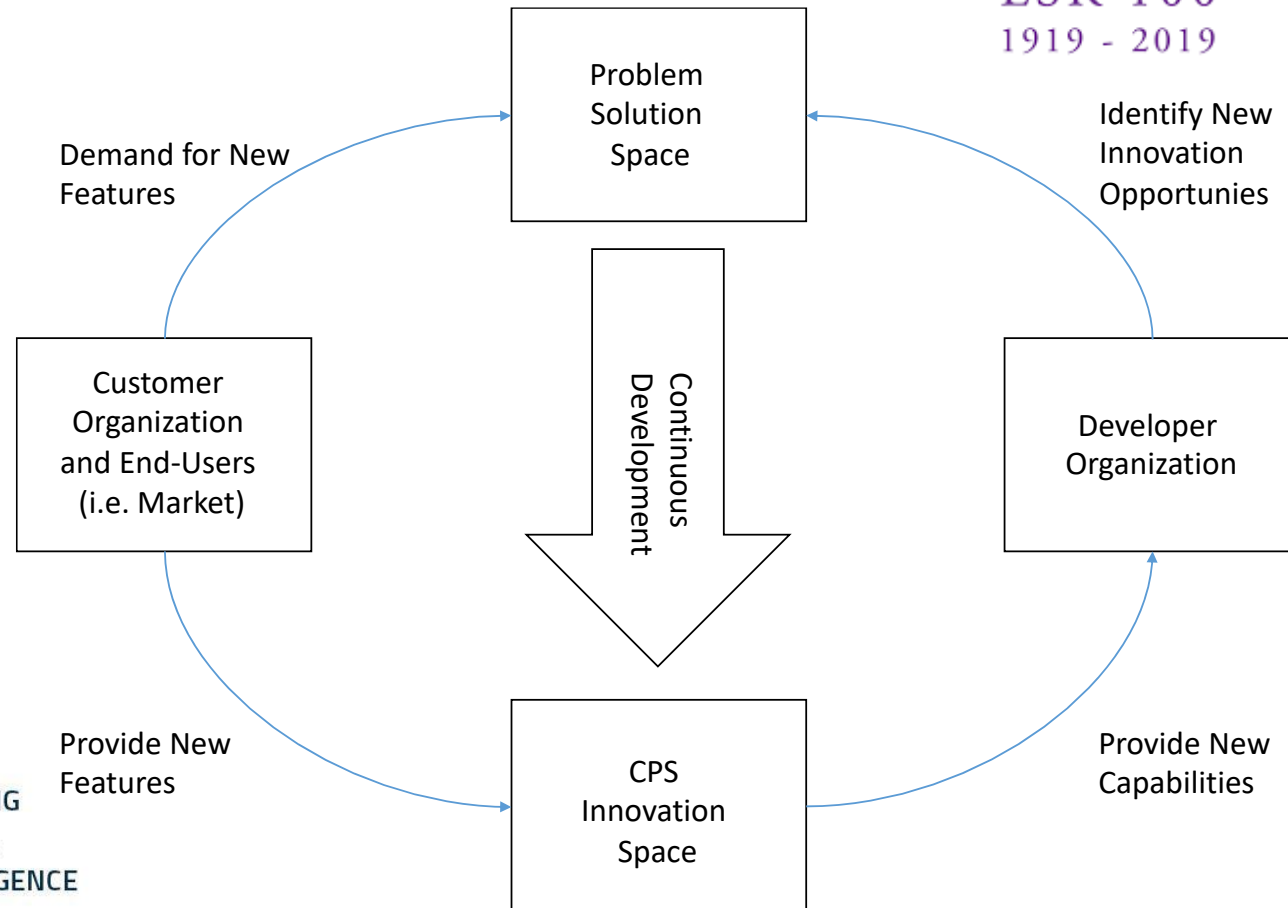 1919 - 2019
Problem
Solution
Space
Identify New
Innovation
Opportunies
Demand for New
Features
Customer
Organization
and End-Users
(i.e. Market)
Continuous
Development
Developer
Organization
Provide New
Features
CPS
Innovation
Space
Provide New
Capabilities